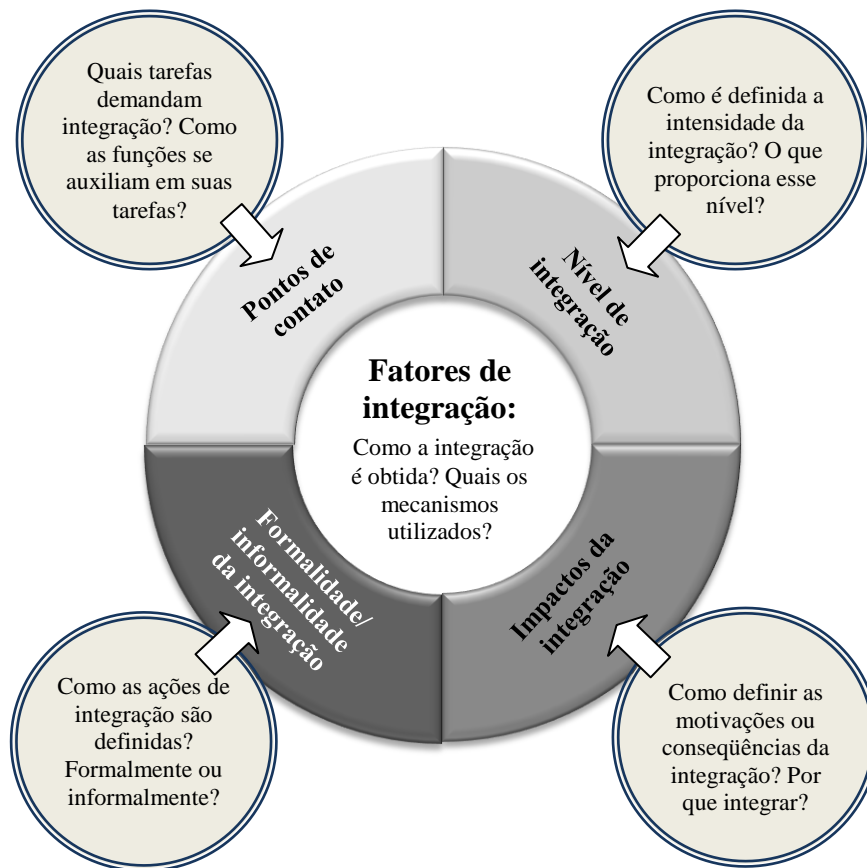 Quais tarefas
demandam
integração? Como
as funções se
auxiliam em suas
tarefas?
Como é definida a
intensidade da
integração? O que
proporciona esse
nível?
Pontos de
contato
Nível de
integração
Fatores de
integração:
Como a integração
é obtida? Quais os
mecanismos
utilizados?
Formalidade/
informalidade
da integração
Impactos da
integração
Como as ações de
integração são
definidas?
Formalmente ou
informalmente?
Como definir as
motivações ou
conseqüências da
integração? Por
que integrar?